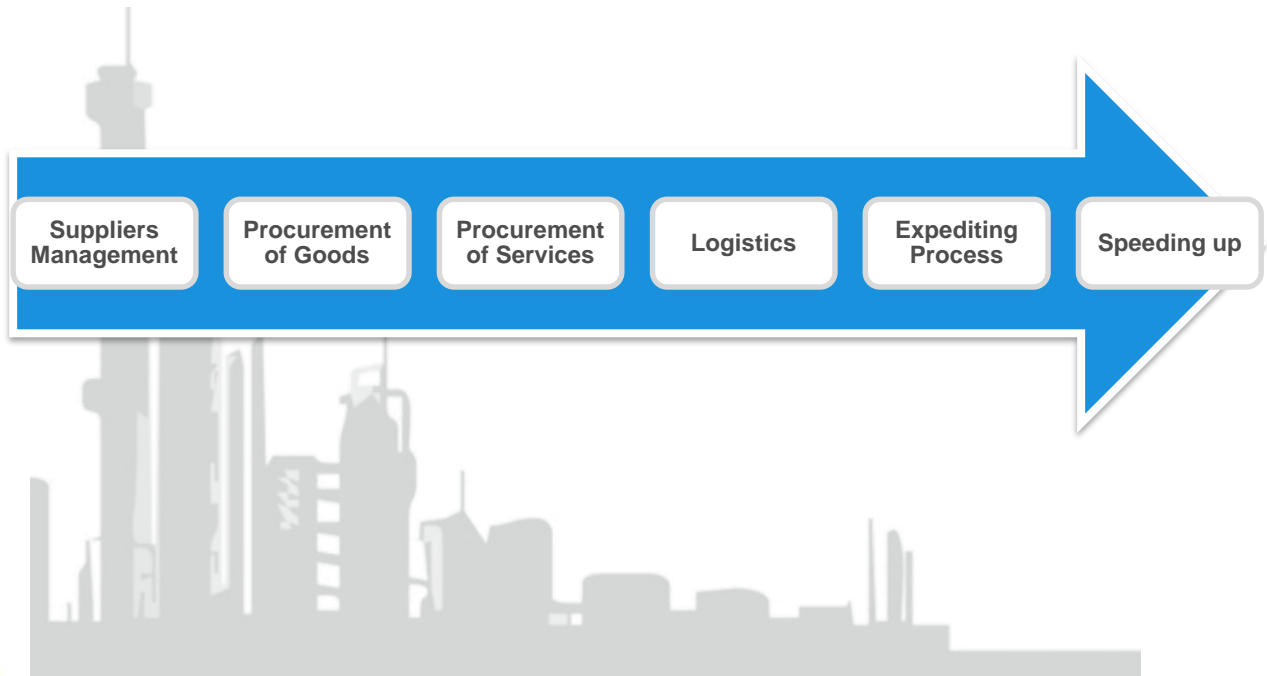 Suppliers
Management
Procurement
of Goods
Procurement
of Services
Logistics
Expediting
Process
Speeding up